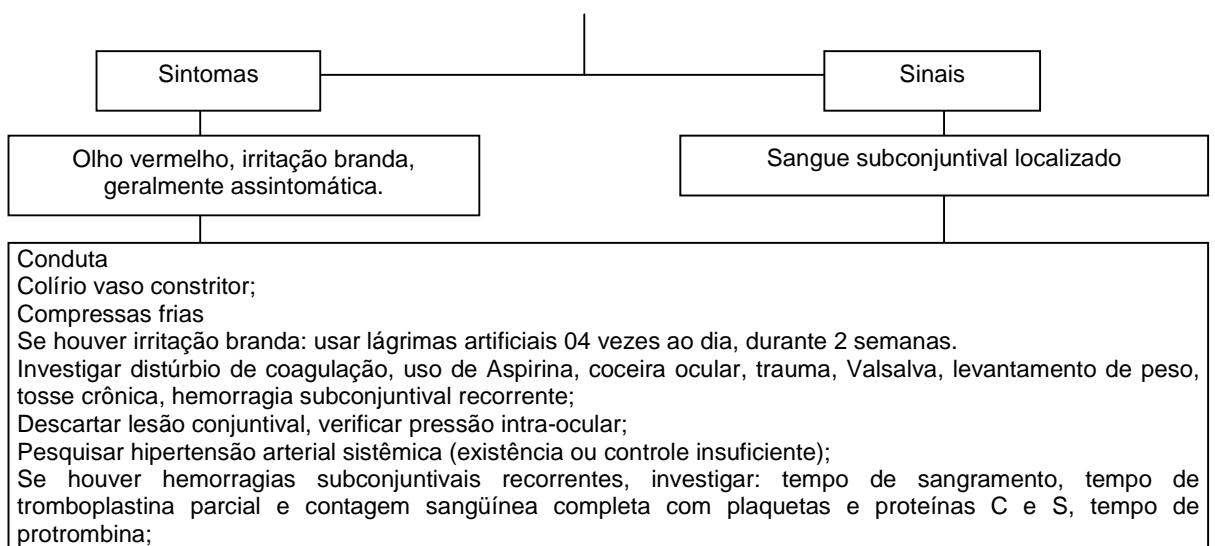 Sintomas
Sinais
Olho vermelho, irritação branda,
geralmente assintomática.
Sangue subconjuntival localizado
Conduta
Colírio vaso constritor;
Compressas frias
Se houver irritação branda: usar lágrimas artificiais 04 vezes ao dia, durante 2 semanas.
Investigar distúrbio de coagulação, uso de Aspirina, coceira ocular, trauma, Valsalva, levantamento de peso,
tosse crônica, hemorragia subconjuntival recorrente;
Descartar lesão conjuntival, verificar pressão intra-ocular;
Pesquisar hipertensão arterial sistêmica (existência ou controle insuficiente);
Se houver hemorragias subconjuntivais recorrentes, investigar: tempo de sangramento, tempo de
tromboplastina parcial e contagem sangüínea completa com plaquetas e proteínas C e S, tempo de
protrombina;